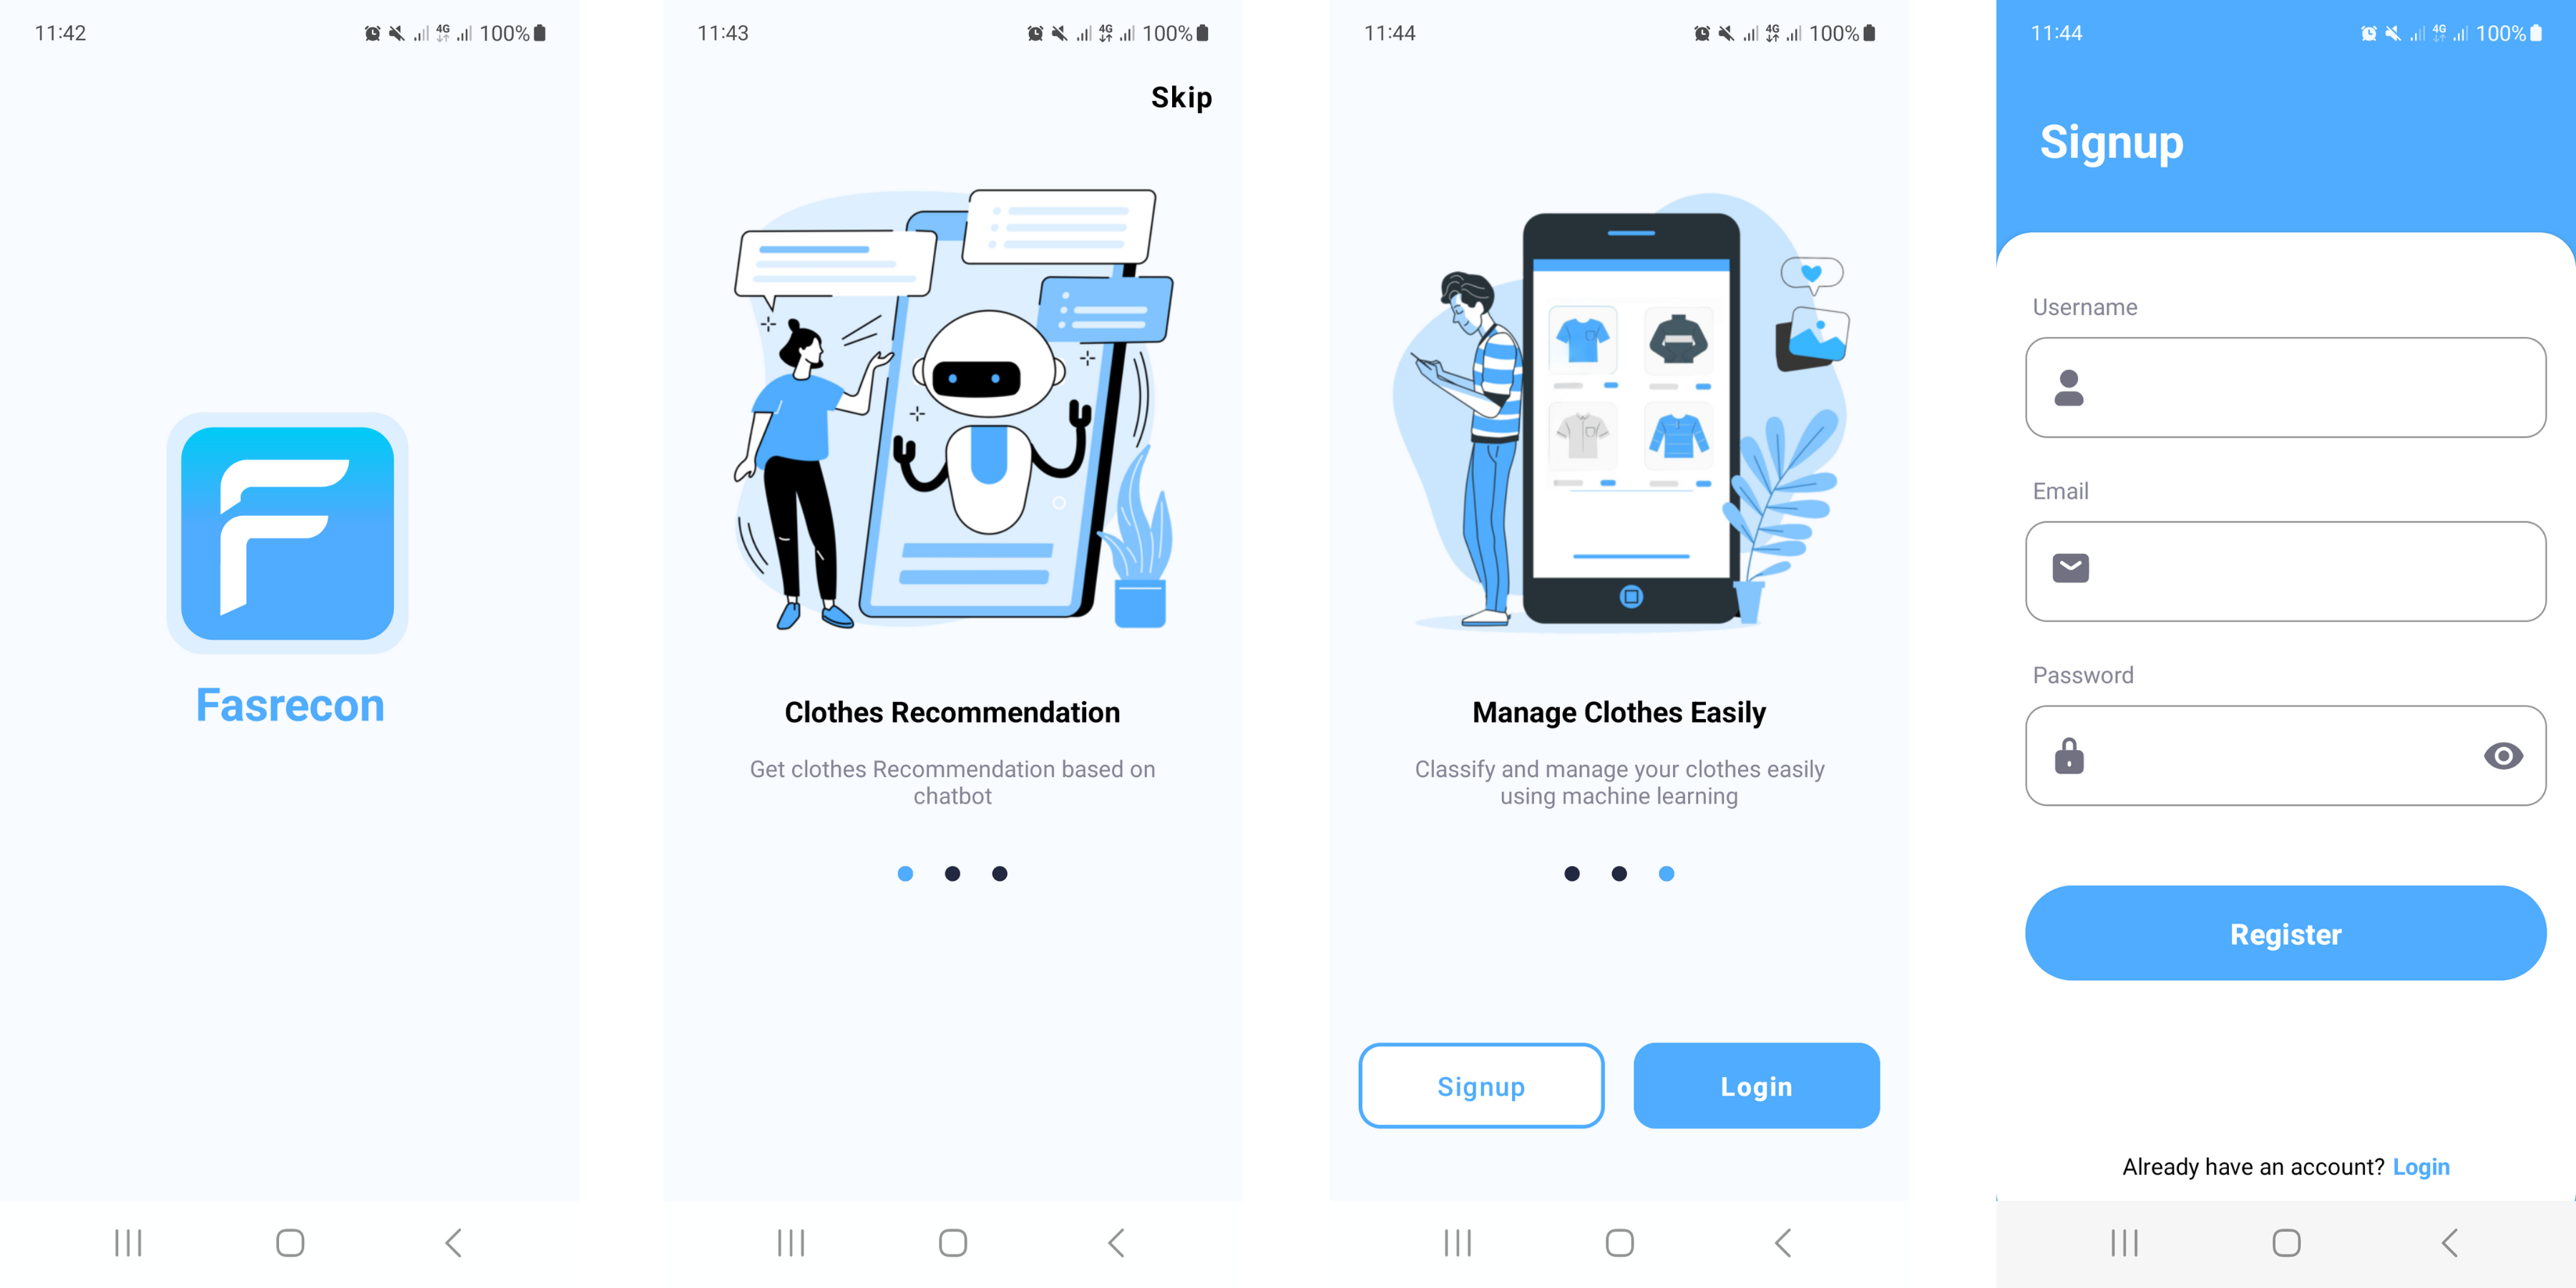 11:42
4G 100%
Fasrecon
11:43
4G 100%
Skip
Clothes Recommendation
Get clothes Recommendation based on
chatbot
11:44
4G 100%
Manage Clothes Easily
Classify and manage your clothes easily
using machine learning
Signup
Login
11:44
4G 100%
Signup
Username
Email
Password
Register
Already have an account? Login